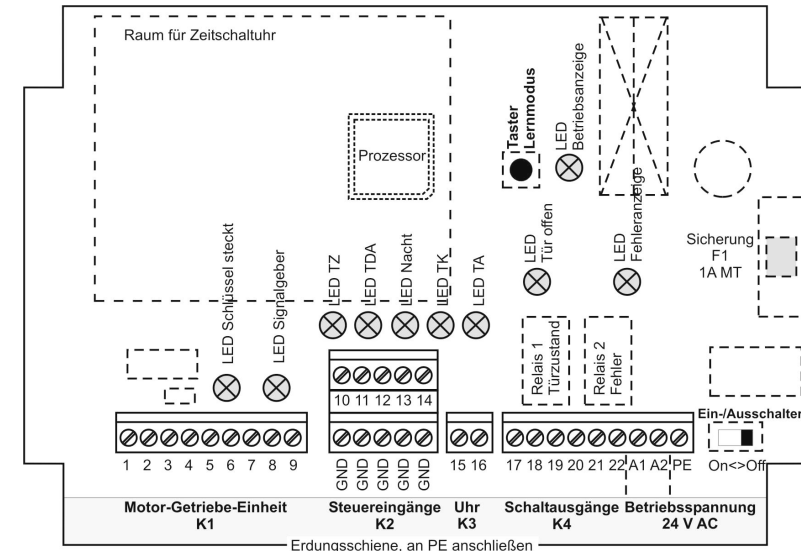 Raum für Zeitschaltuhr
Prozessor
Taster
Lernmodus
LED
Betriebsanzeige
LED
Tür offen
LED
Fehleranzeige
Sicherung
F1
1A MT
LED Schlüssel steckt
LED Signalgeber
LED TZ
LED TDA
LED Nacht
LED TK
LED TA
Relais 1
Türzustand
Relais 2
Fehler
10 11 12 13 14
Ein-/Ausschalter
On<>Off
1 2 3 4 5 6 7 8 9
GND GND GND GND GND
15 16
17 18 19 20 21 22 A1 A2 PE
Motor-Getriebe-Einheit
K1
Steuereingänge
K2
Uhr
K3
Schaltausgänge
K4
Betriebsspannung
24 V AC
Erdungsschiene, an PE anschließen